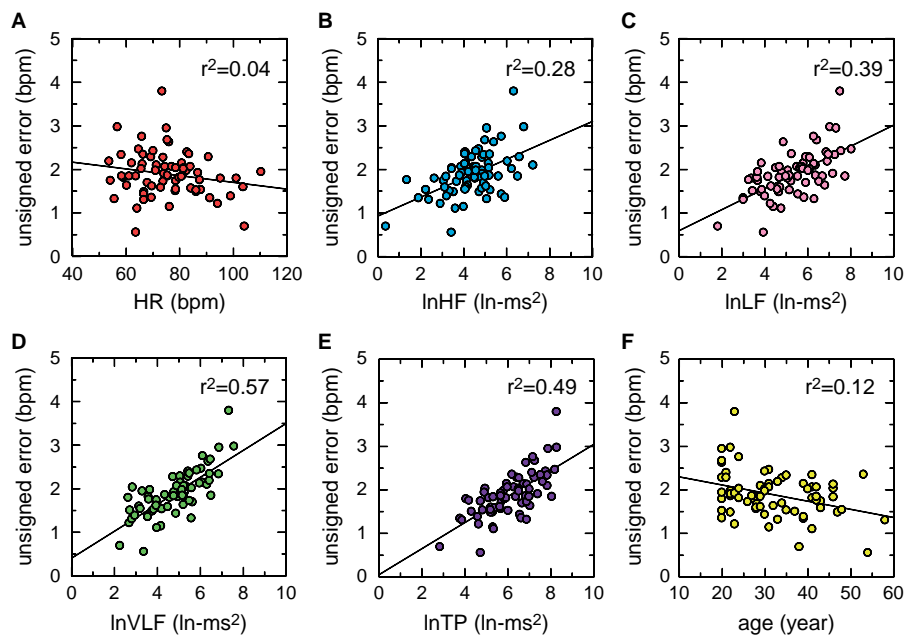 A
B
C
unsigned error (bpm)
5
4
3
2
1
0
r²=0.04
40
60
80
100
120
HR (bpm)
unsigned error (bpm)
5
4
3
2
1
0
r²=0.28
0
2
4
6
8
10
lnHF (ln-ms²)
unsigned error (bpm)
5
4
3
2
1
0
r²=0.39
0
2
4
6
8
10
lnLF (ln-ms²)
D
E
F
unsigned error (bpm)
5
4
3
2
1
0
r²=0.57
0
2
4
6
8
10
lnVLF (ln-ms²)
unsigned error (bpm)
5
4
3
2
1
0
r²=0.49
0
2
4
6
8
10
lnTP (ln-ms²)
unsigned error (bpm)
5
4
3
2
1
0
r²=0.12
10
20
30
40
50
60
age (year)